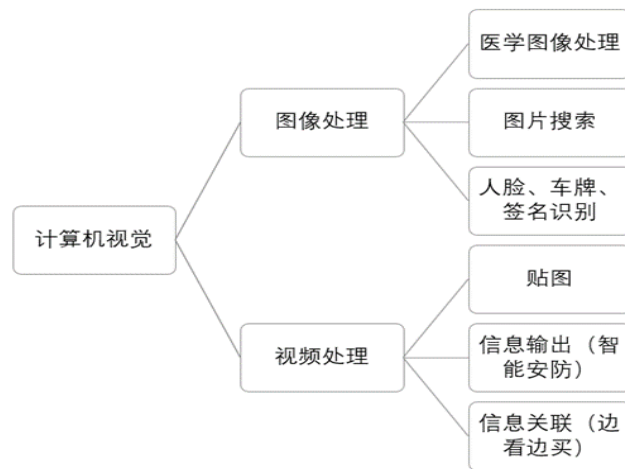 医学图像处理
图像处理
图片搜索
人脸、车牌、
签名识别
计算机视觉
贴图
视频处理
信息输出（智
能安防）
信息关联（边
看边买）